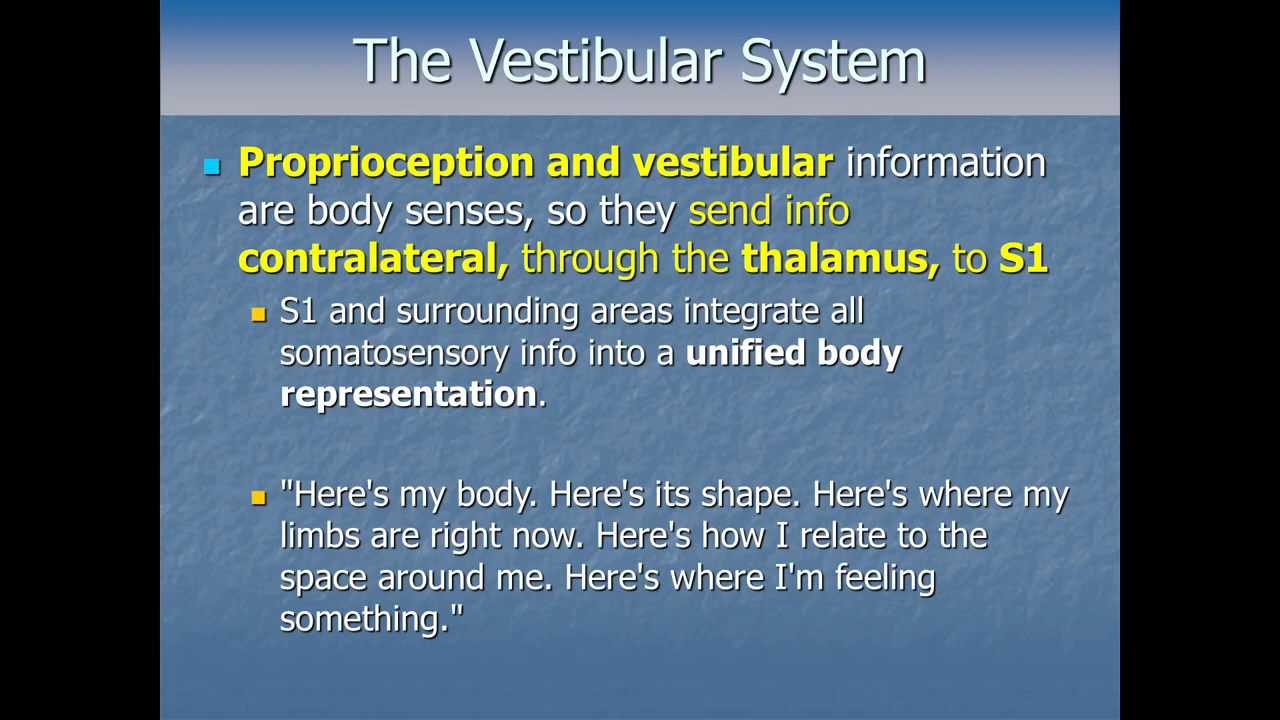 The Vestibular System
Proprioception and vestibular information
are body senses, so they send info
contralateral, through the thalamus, to S1
S1 and surrounding areas integrate all
somatosensory info into a unified body
representation.
"Here's my body. Here's its shape. Here's where my
limbs are right now. Here's how I relate to the
space around me. Here's where I'm feeling
something."